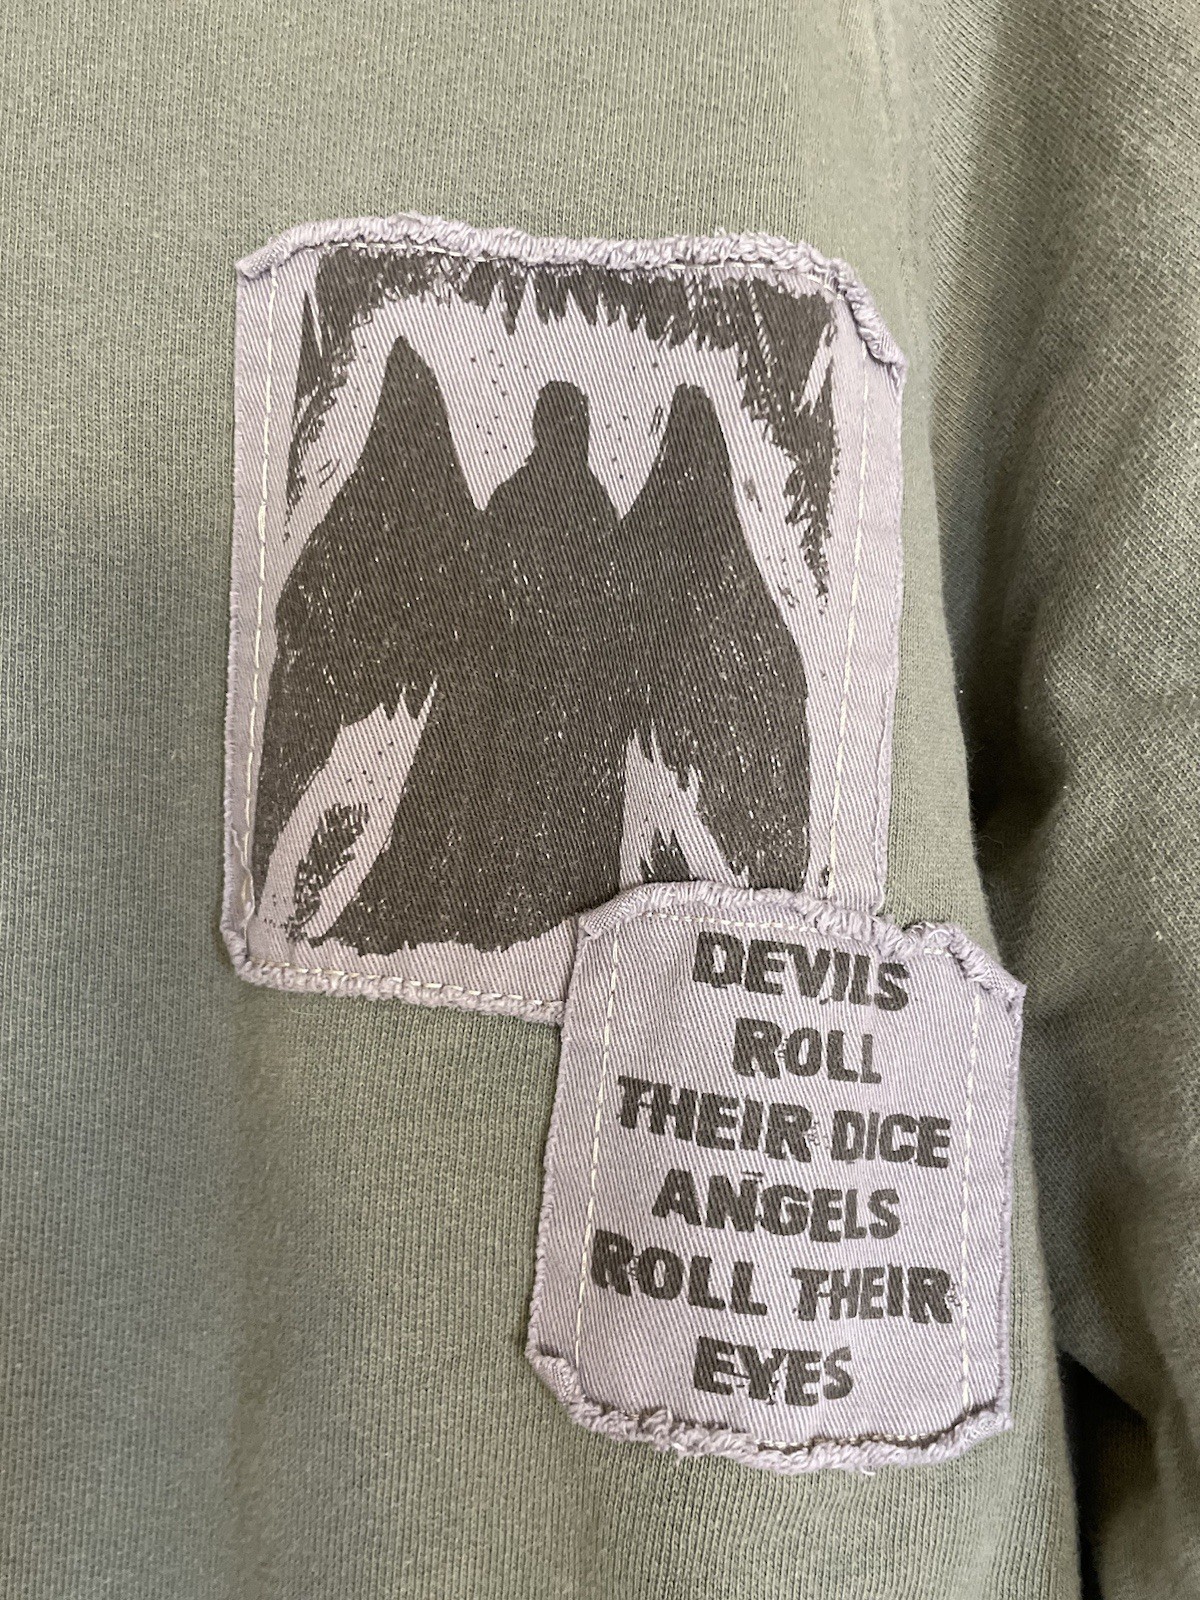 DEVILS
ROLL
THEIR DICE
ANGELS
ROLL THEIR
EYES